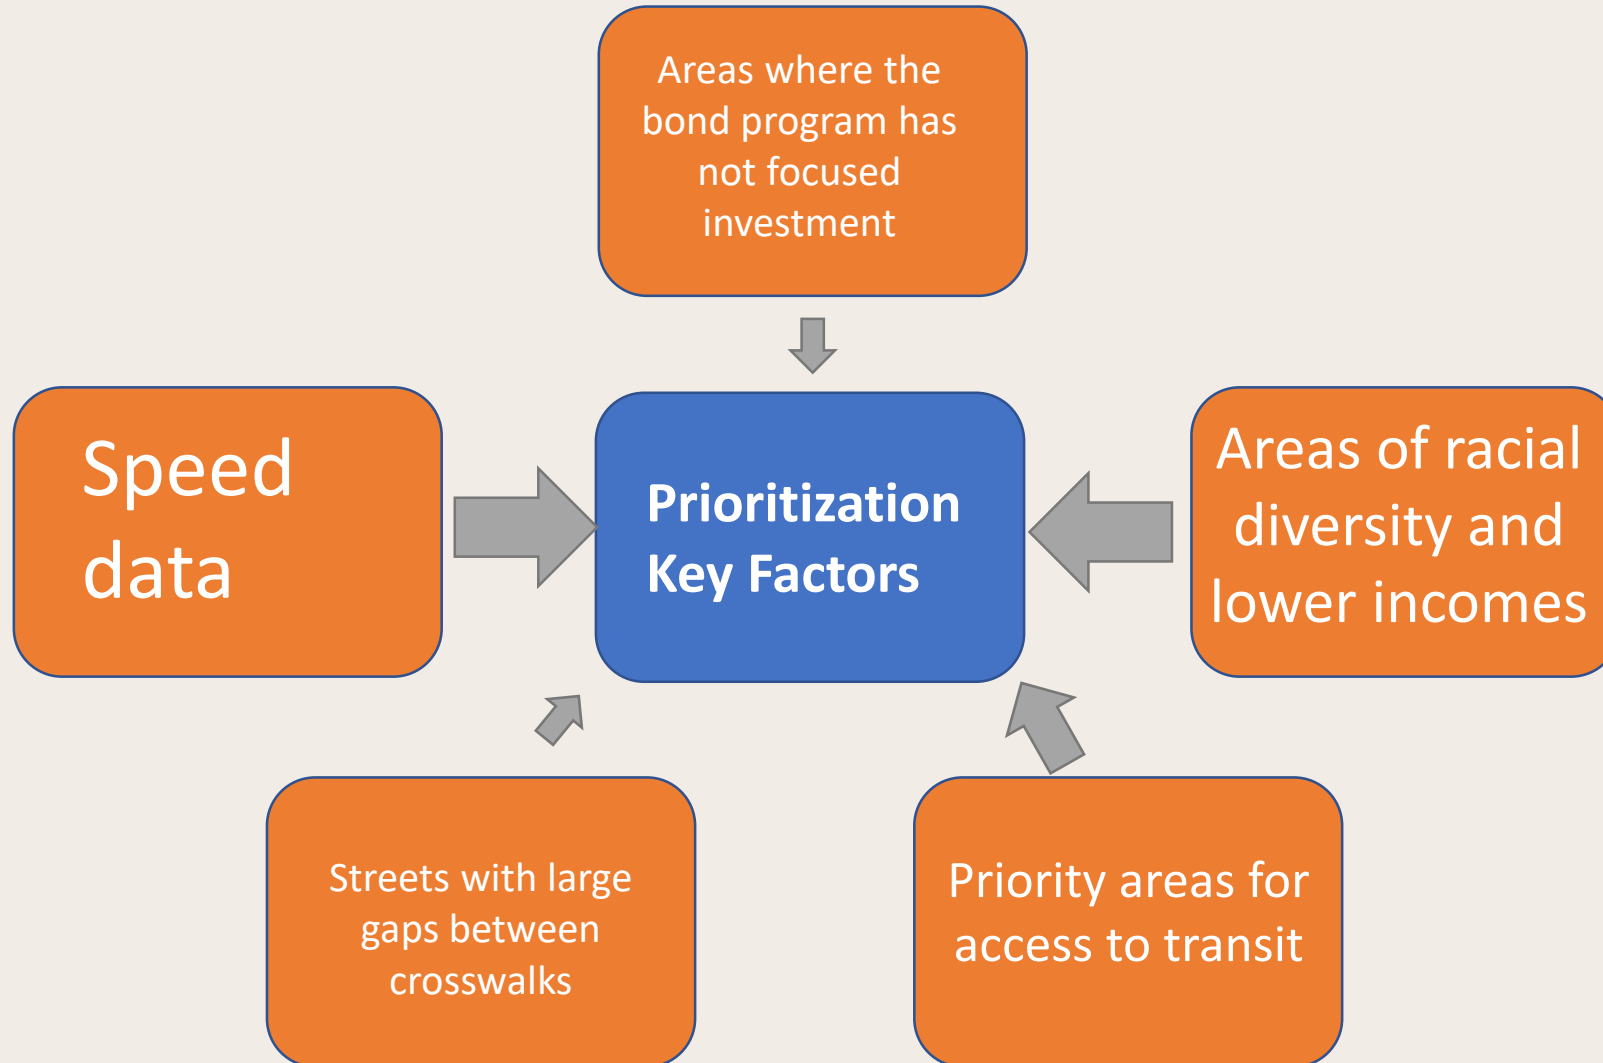 Areas where the
bond program has
not focused
investment
Speed
data
Prioritization
Key Factors
Areas of racial
diversity and
lower incomes
Streets with large
gaps between
crosswalks
Priority areas for
access to transit